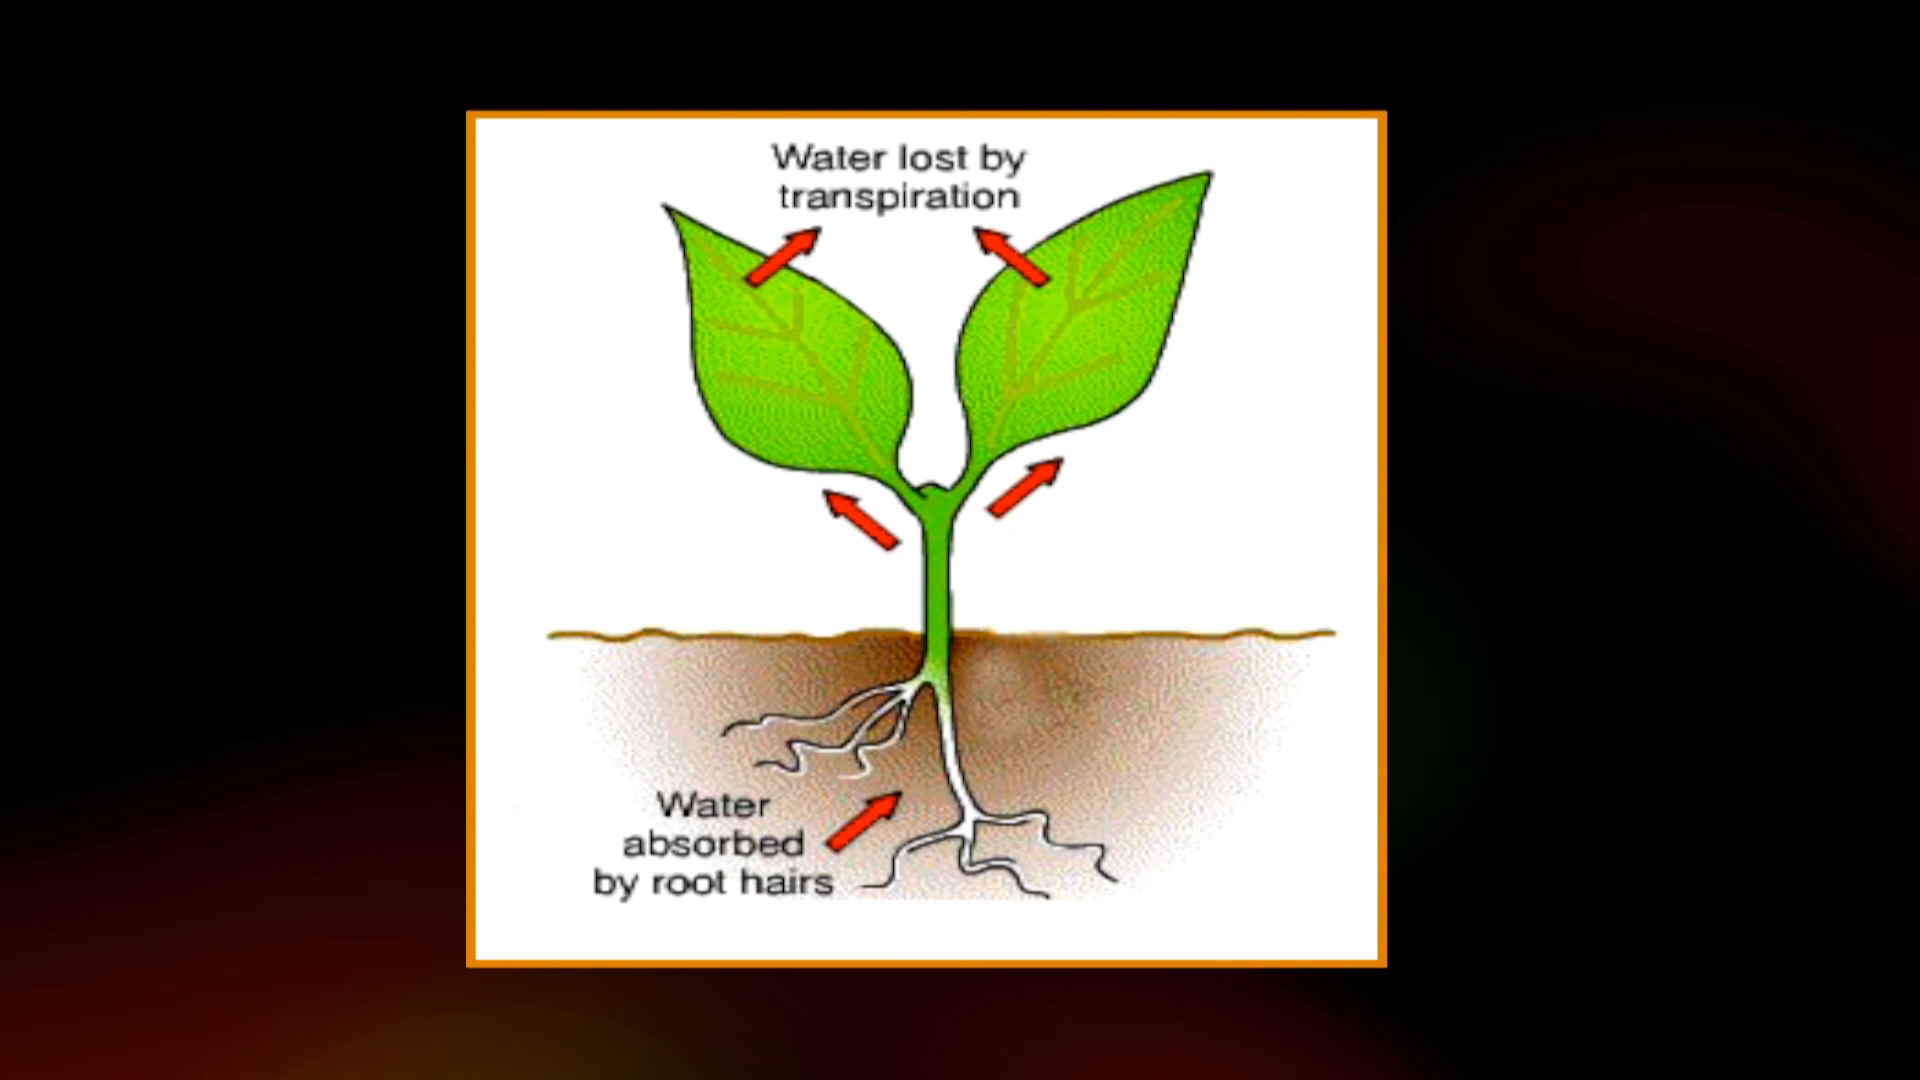 Water lost by
transpiration
Water
absorbed
by root hairs